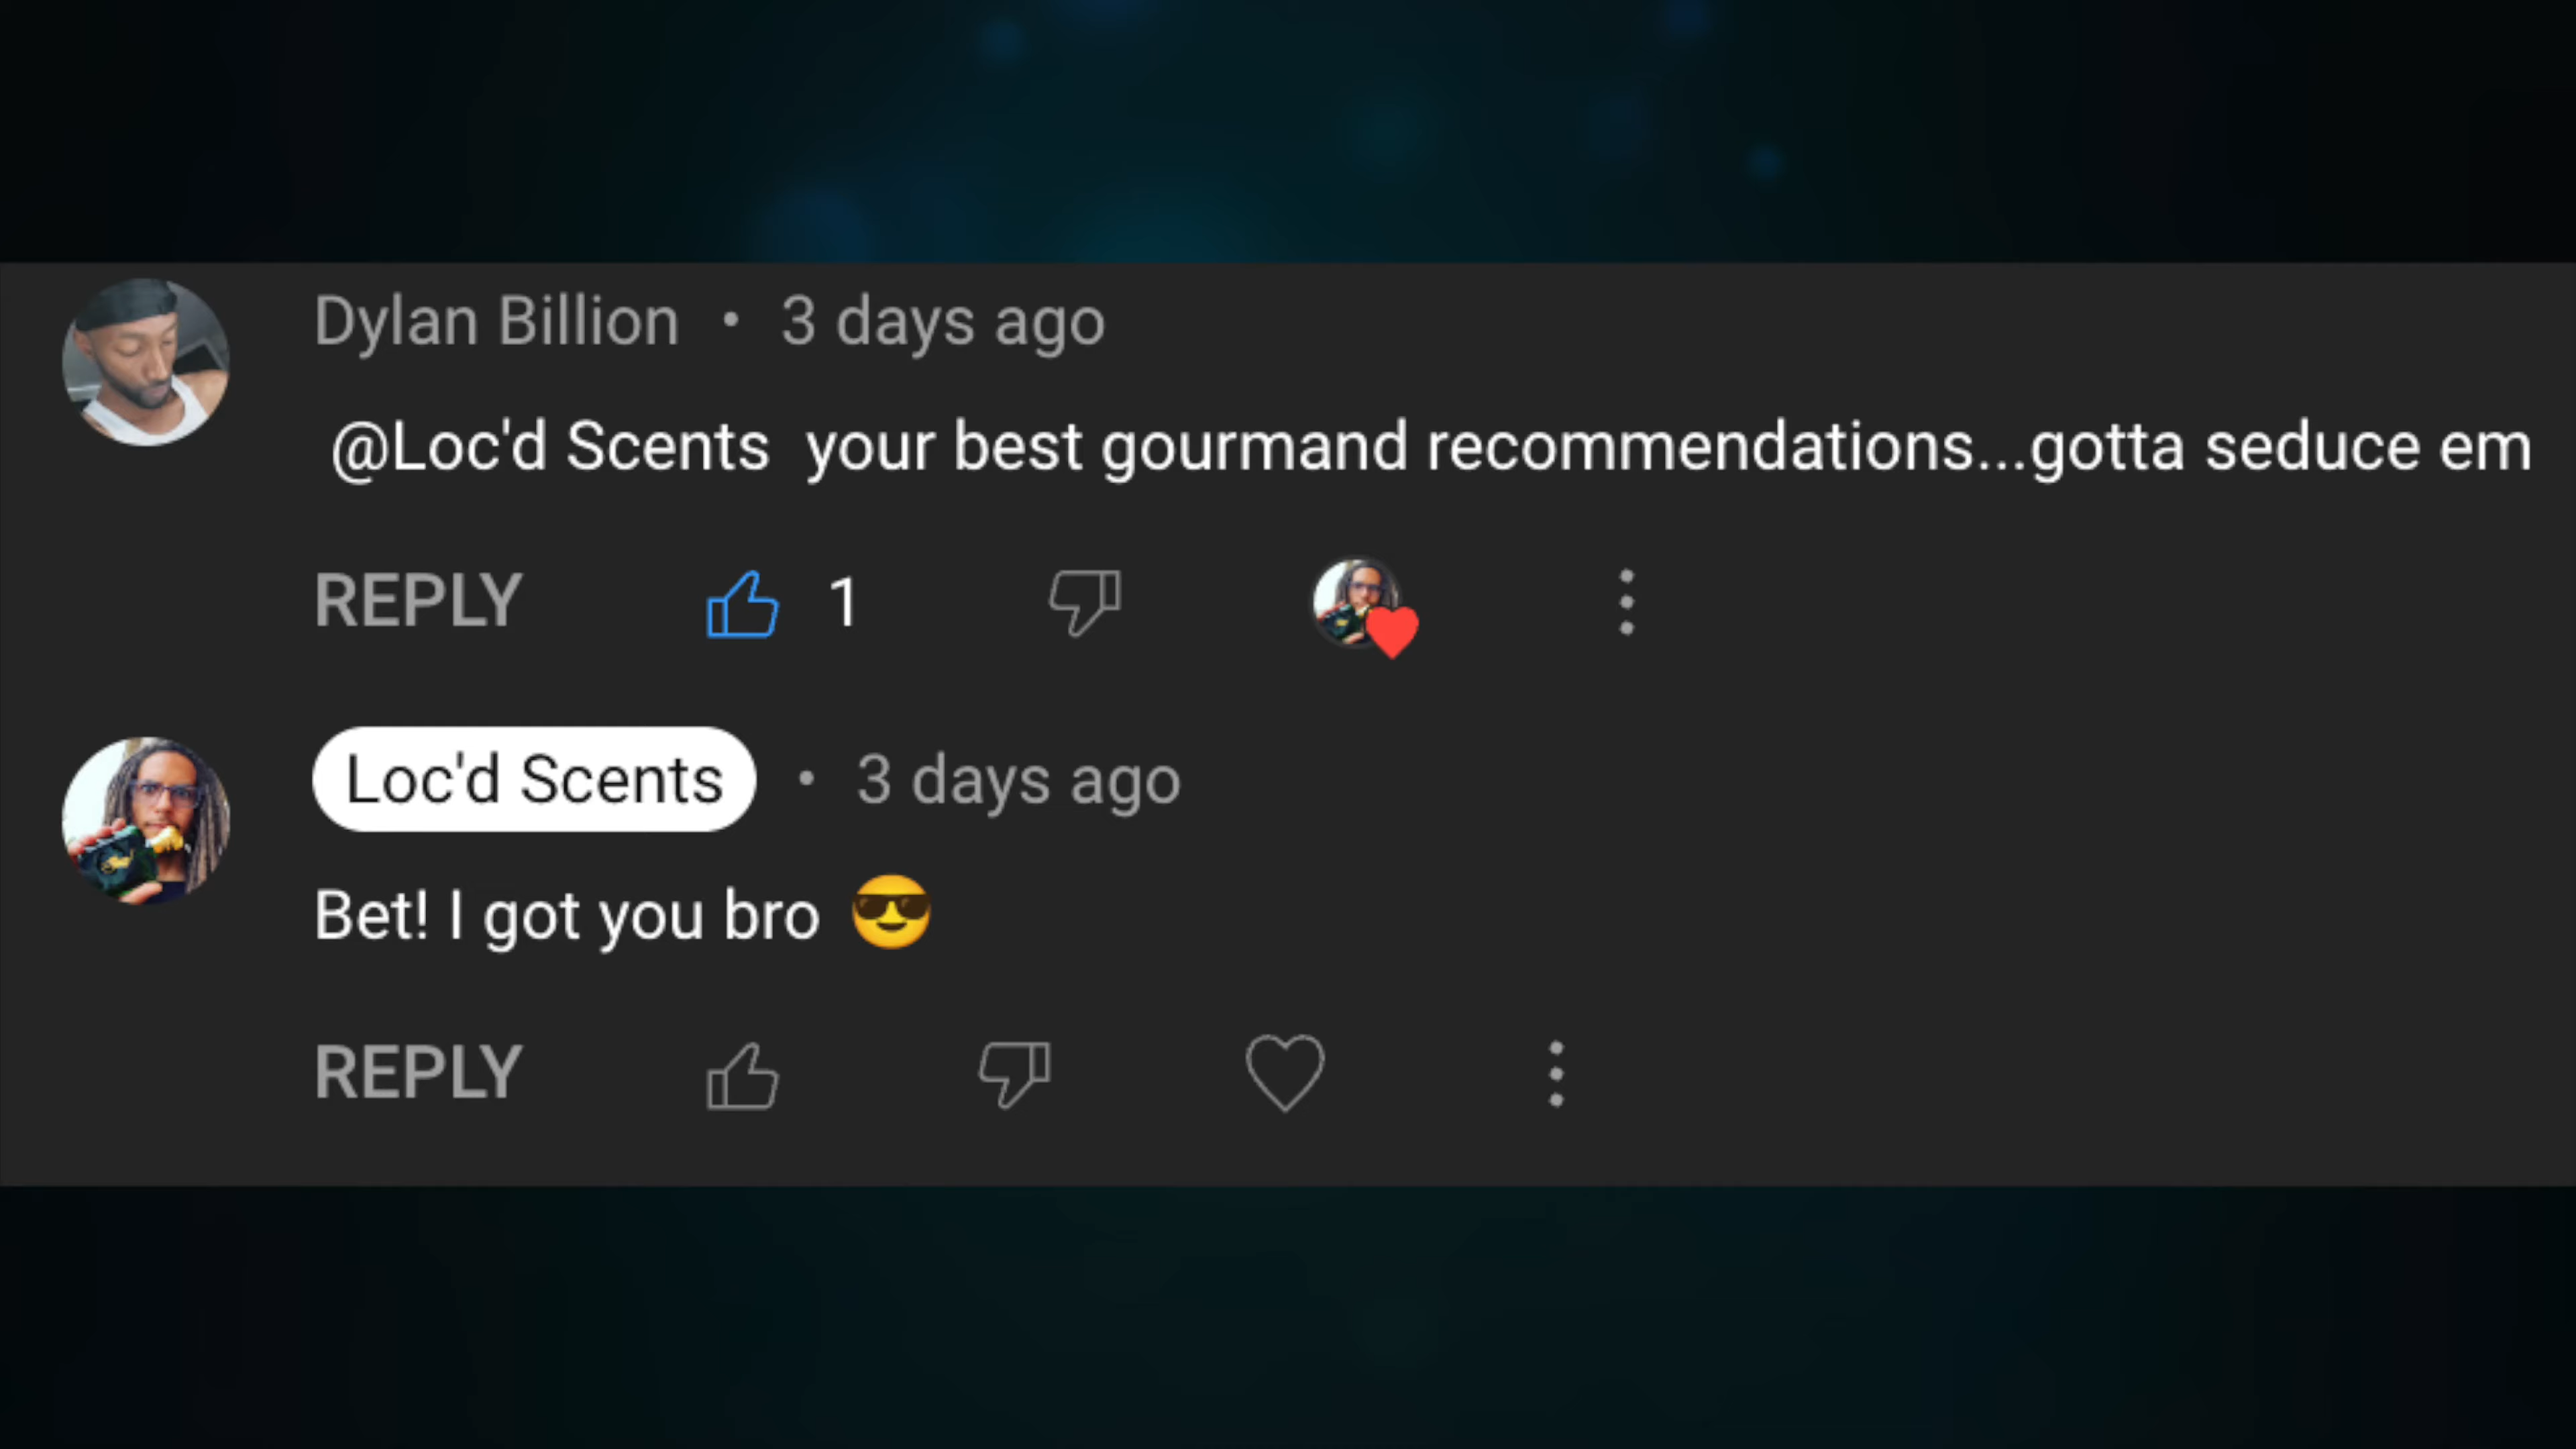 Dylan Billion • 3 days ago
@Loc'd Scents your best gourmand recommendations...gotta seduce em
REPLY 1
Loc'd Scents • 3 days ago
Bet! I got you bro 😎
REPLY